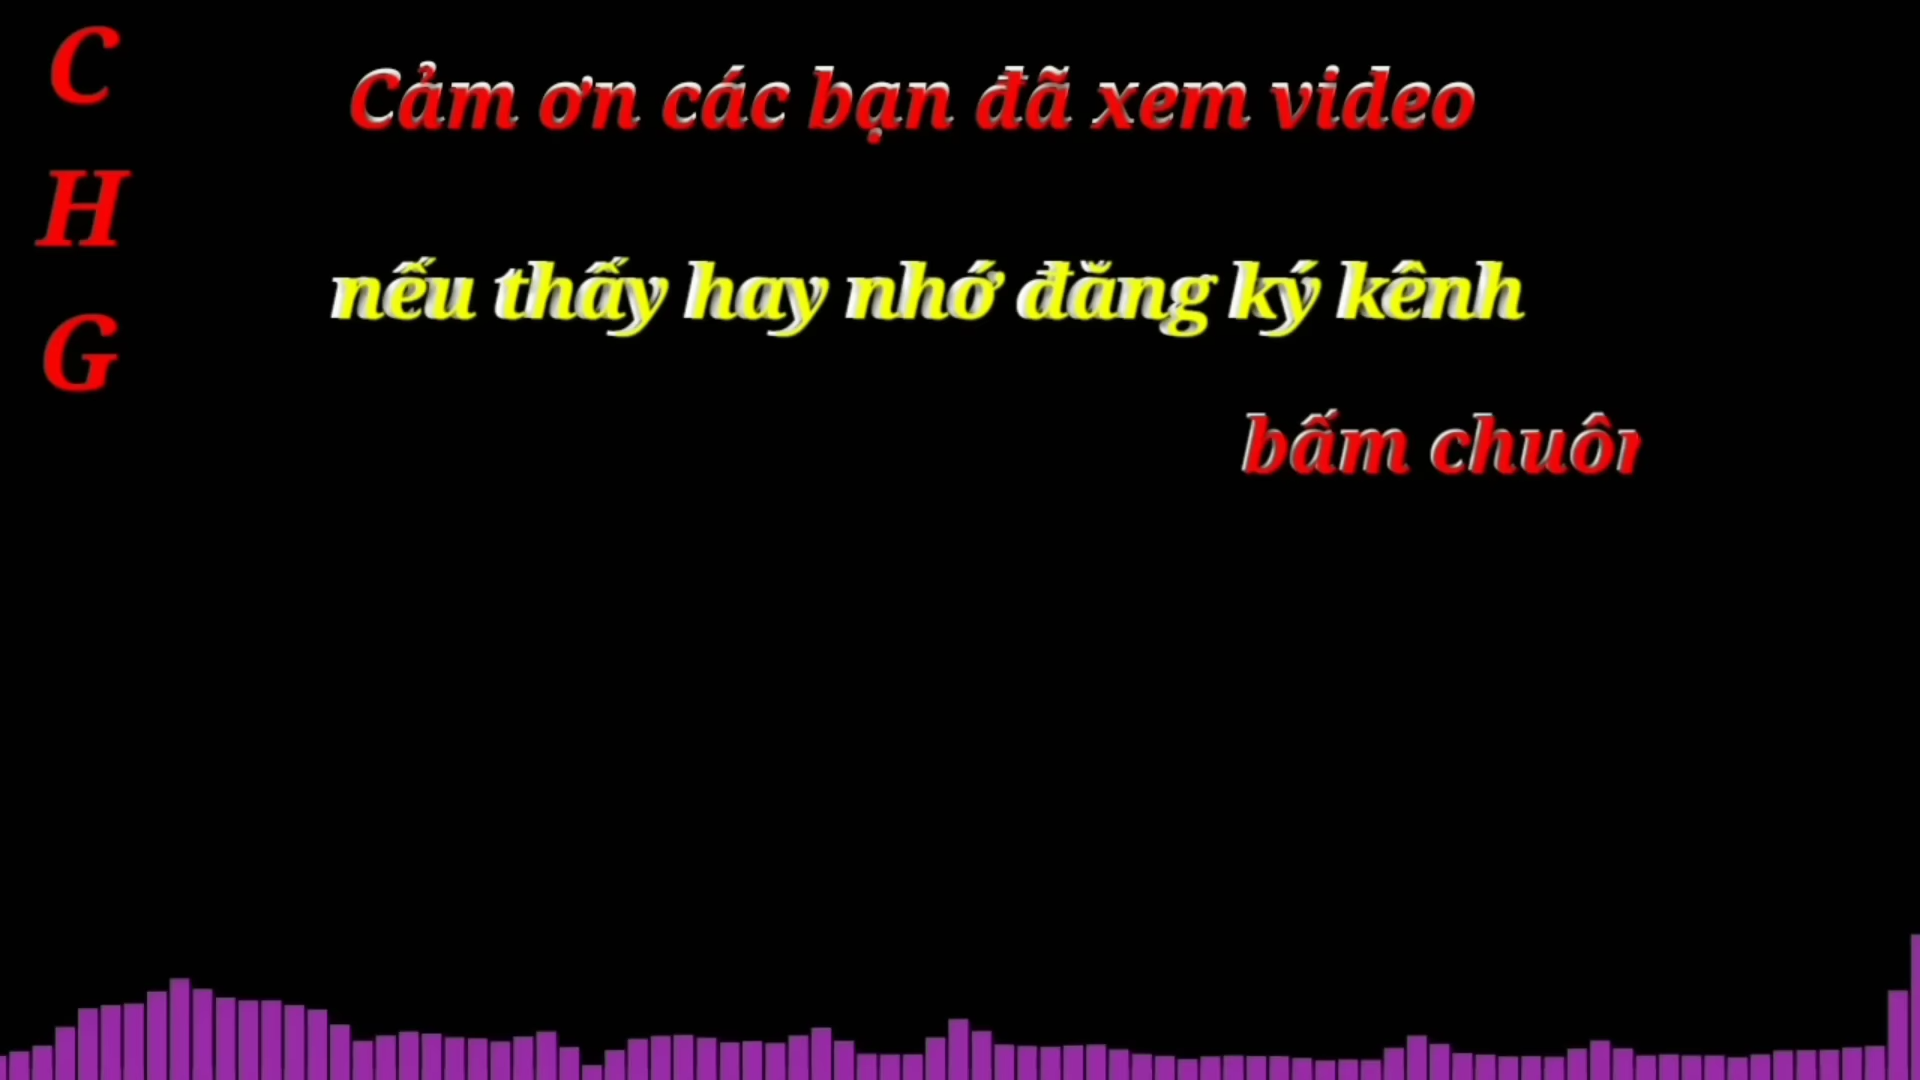 C
H
G
Cảm ơn các bạn đã xem video
nếu thấy hay nhớ đăng ký kênh
bấm